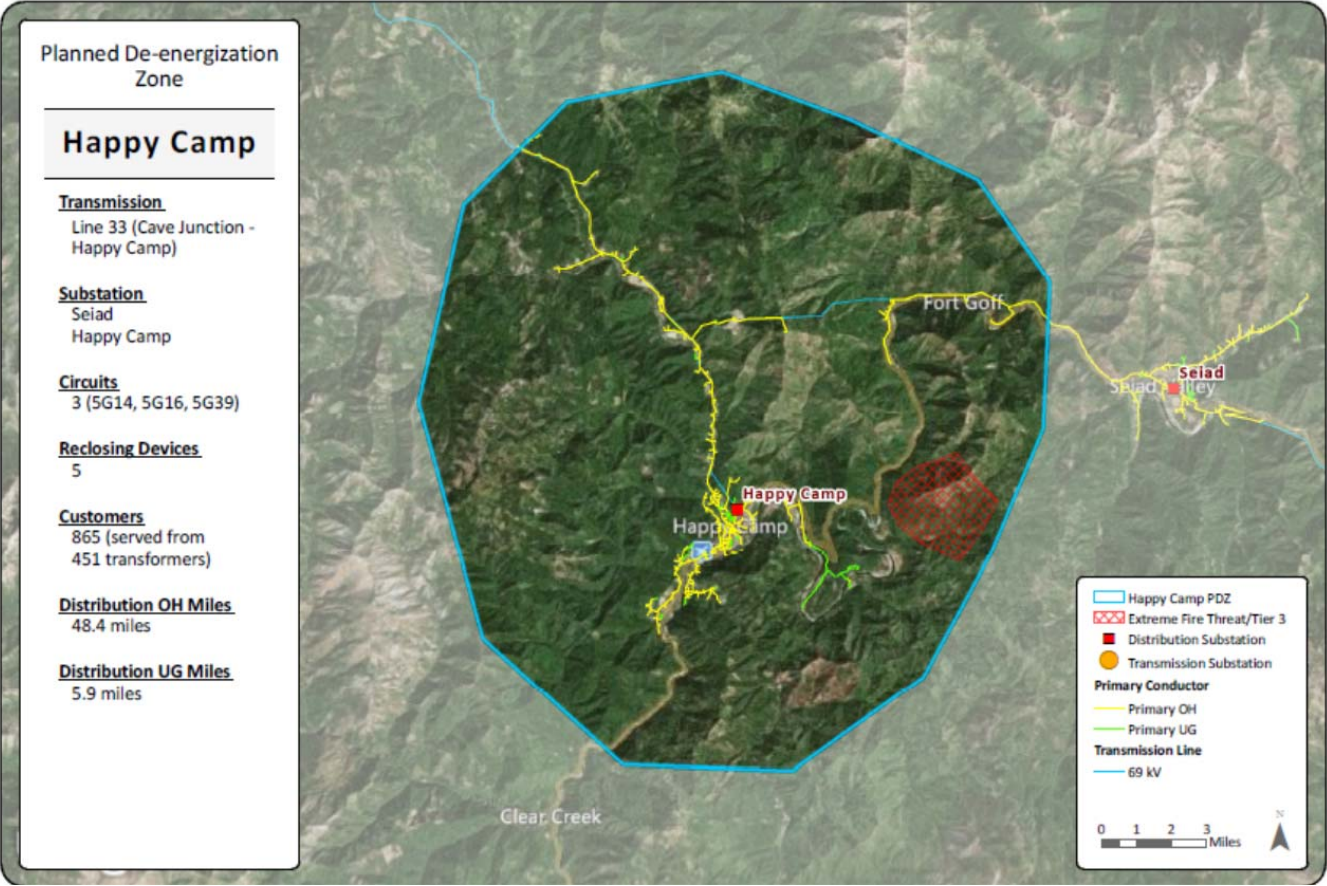 Planned De-energization
Zone
Happy Camp
Transmission
Line 33 (Cave Junction -
Happy Camp)
Substation
Seiad
Happy Camp
Circuits
3 (5G14, 5G16, 5G39)
Reclosing Devices
5
Customers
865 (served from
451 transformers)
Distribution OH Miles
48.4 miles
Distribution UG Miles
5.9 miles
Fort Goff
Seiad
Seiad Valley
Happy Camp
Happy Camp
Clear Creek
Happy Camp PDZ
Extreme Fire Threat/Tier 3
Distribution Substation
Transmission Substation
Primary Conductor
Primary OH
Primary UG
Transmission Line
69 kV
0 1 2 3
Miles
N